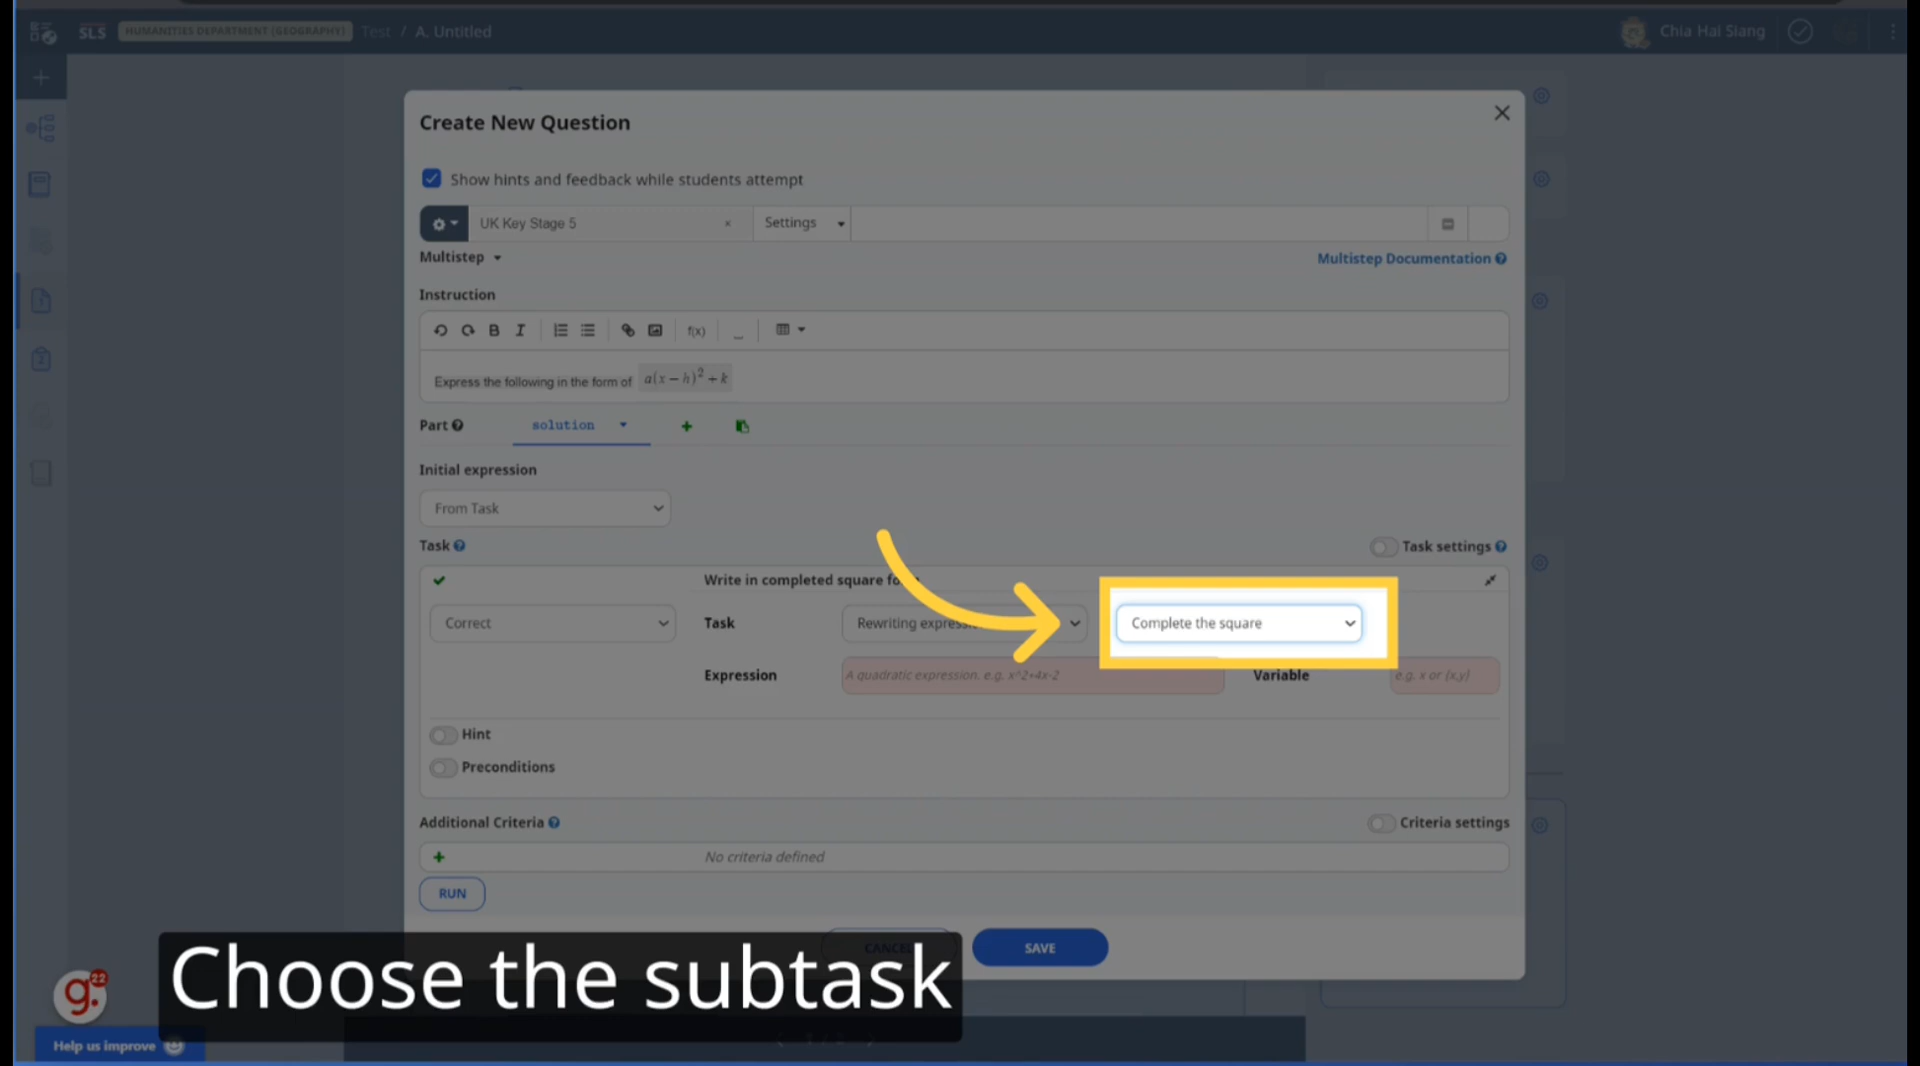 SLS HUMANITIES DEPARTMENT (GEOGRAPHY) Test / A. Untitled
Chia Hai Siang
Create New Question
Show hints and feedback while students attempt
UK Key Stage 5 × Settings
Multistep
Multistep Documentation
Instruction
B I f(x)
Express the following in the form of a(x − h)² + k
Part solution
Initial expression
From Task
Task
Task settings
Write in completed square fo
Correct Task Rewriting express Complete the square
Expression A quadratic expression. e.g. x^2+4x-2 Variable e.g. x or {x,y}
Hint
Preconditions
Additional Criteria
Criteria settings
No criteria defined
RUN
CANCEL SAVE
Choose the subtask
g. 22
Help us improve